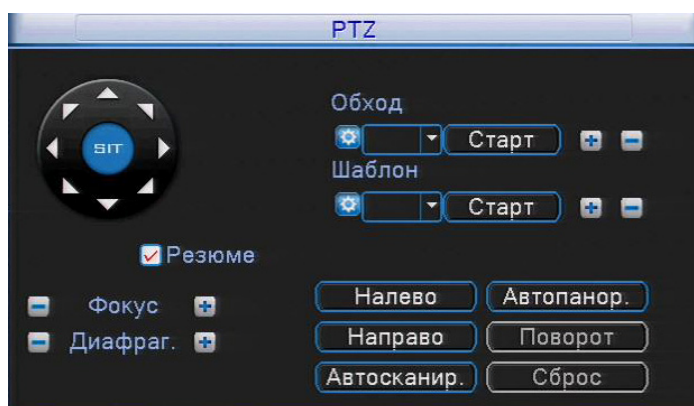 PTZ
Обход
Старт
Шаблон
Старт
SIT
Резюме
Фокус
Диафраг.
Налево
Автопанор.
Направо
Поворот
Автосканир.
Сброс